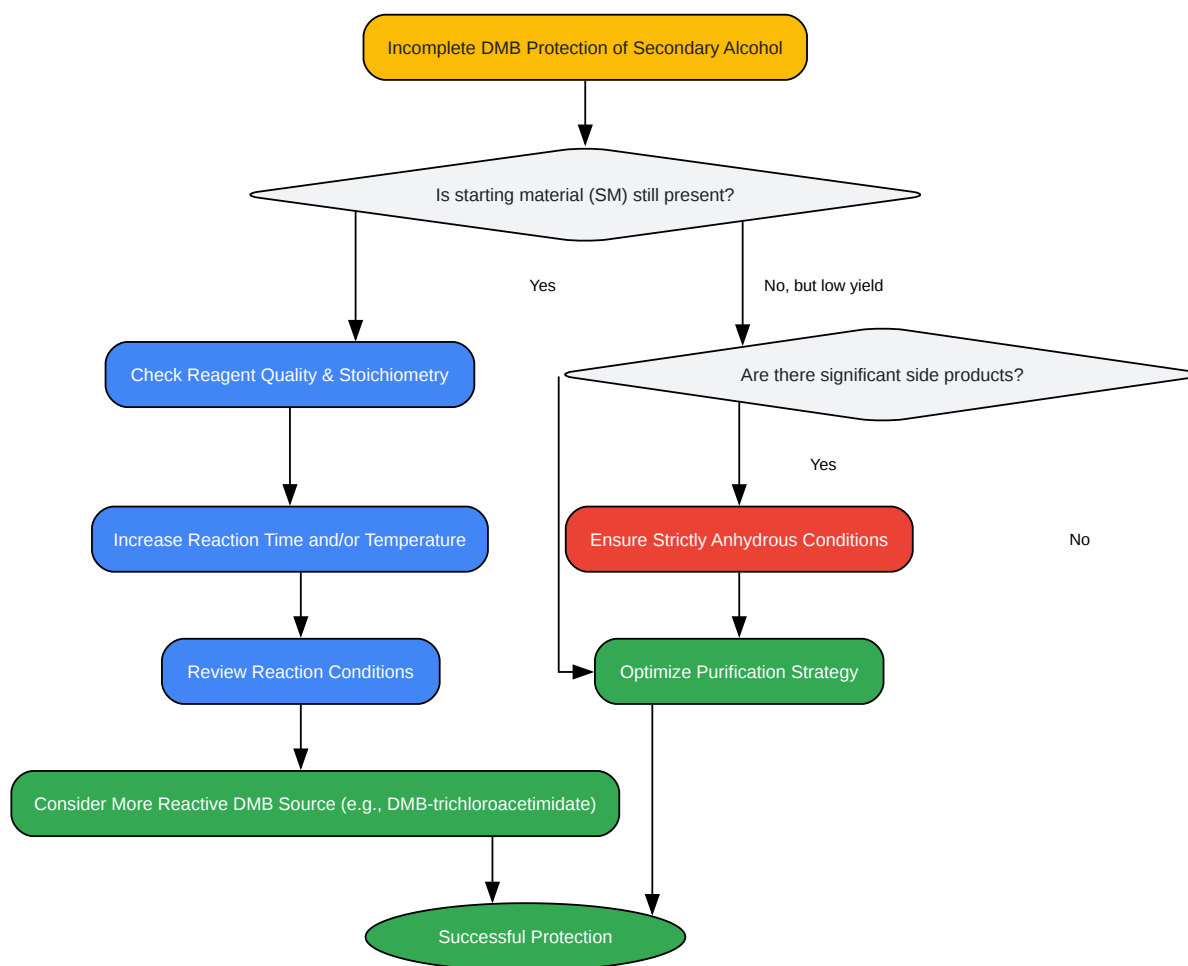 Incomplete DMB Protection of Secondary Alcohol
Is starting material (SM) still present?
Yes
No, but low yield
Check Reagent Quality & Stoichiometry
Are there significant side products?
Yes
Increase Reaction Time and/or Temperature
Ensure Strictly Anhydrous Conditions
No
Review Reaction Conditions
Optimize Purification Strategy
Consider More Reactive DMB Source (e.g., DMB-trichloroacetimidate)
Successful Protection